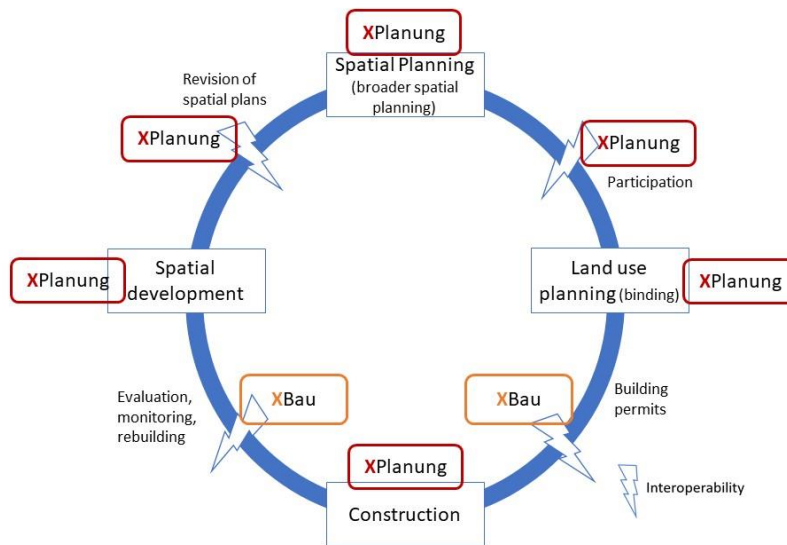 XPlanung
Spatial Planning
(broader spatial
planning)
Revision of
spatial plans
XPlanung
XPlanung
Participation
XPlanung
Spatial
development
Land use
planning (binding)
XPlanung
Evaluation,
monitoring,
rebuilding
XBau
XBau
Building
permits
XPlanung
Construction
Interoperability